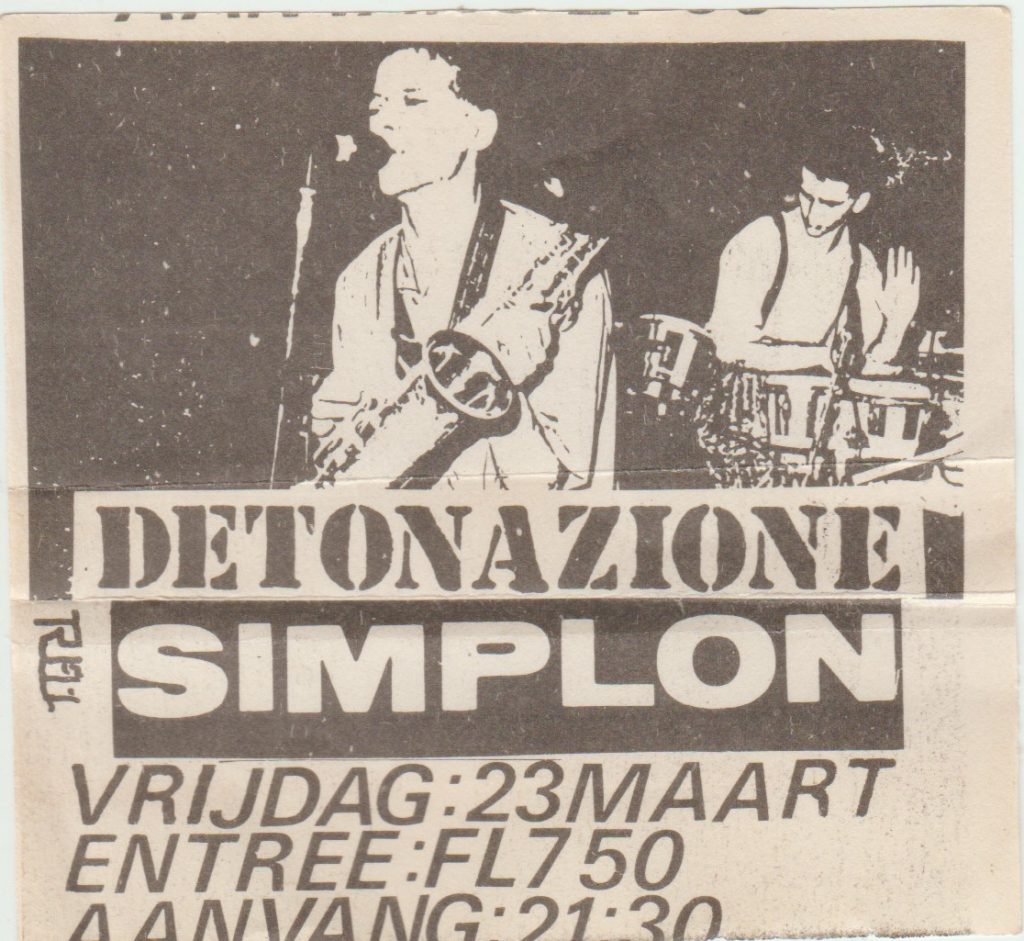 DETONAZIONE
SIMPLON
VRIJDAG:23MAART
ENTREE:FL750
AANVANG:21:30